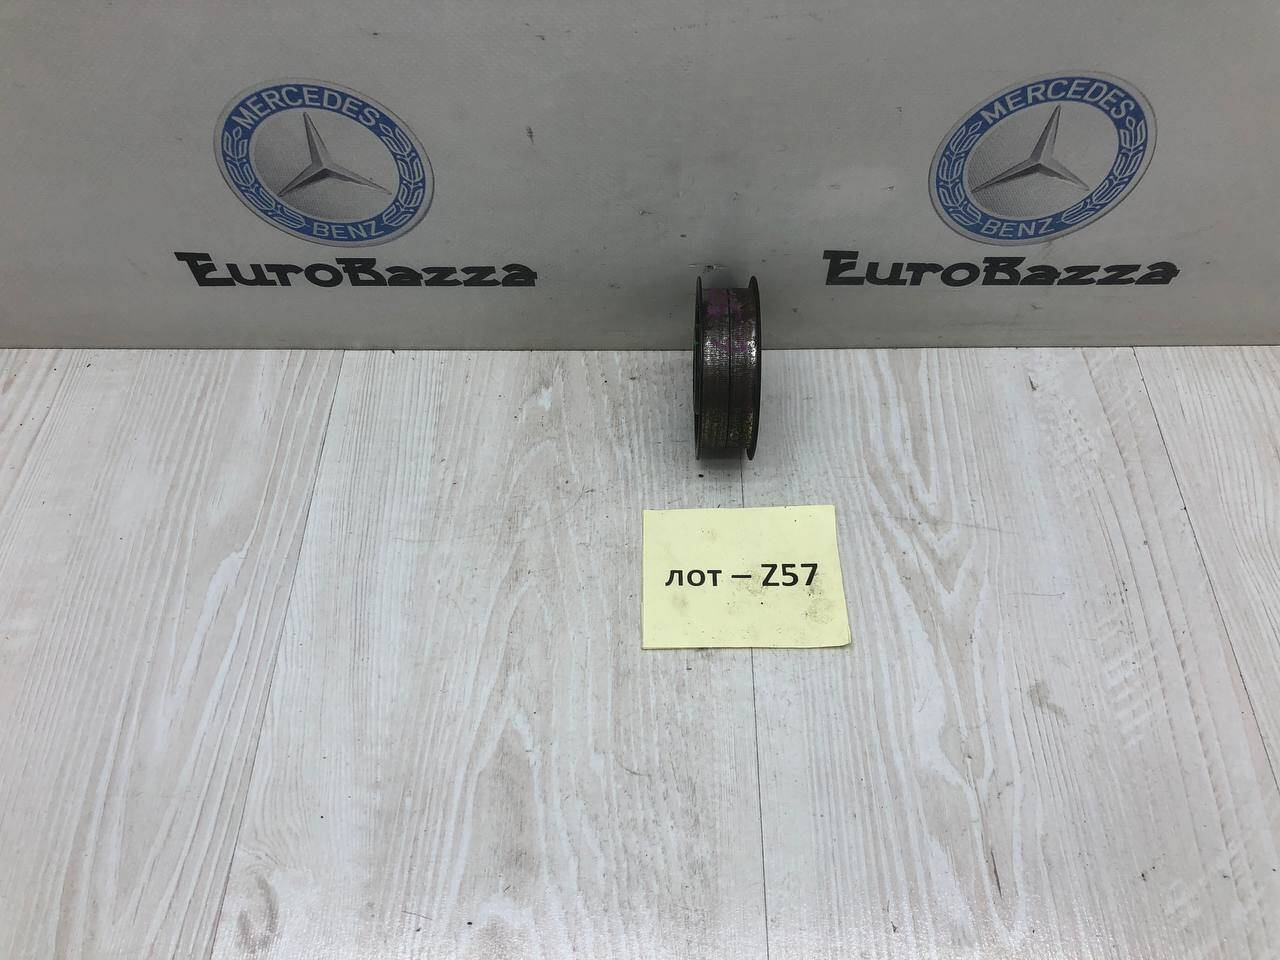 MERCEDES
BENZ
EuroBazza
MERCEDES
BENZ
EuroBazza
лот – Z57